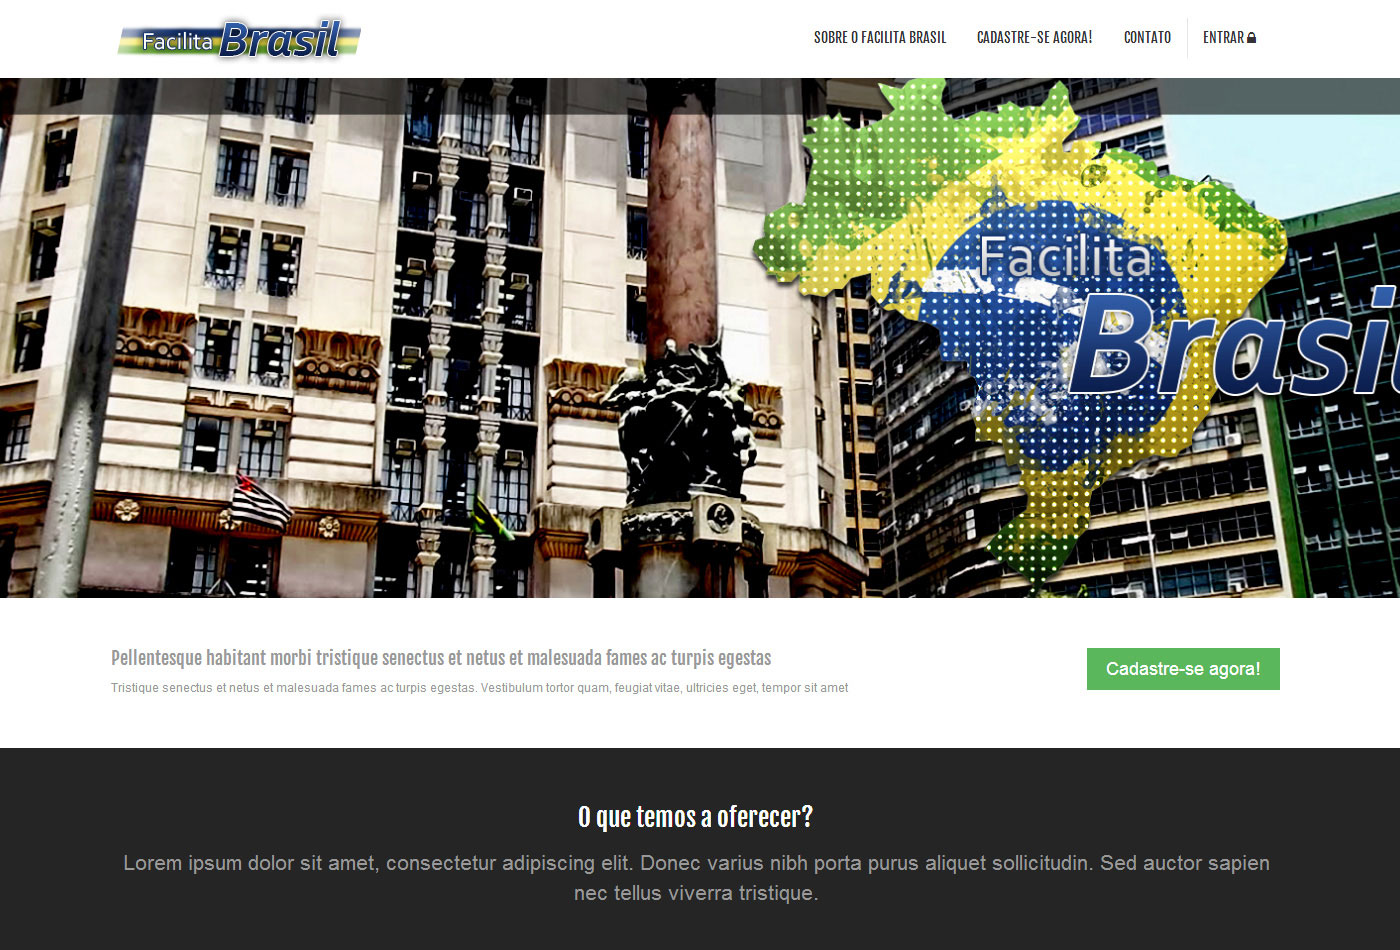 Facilita Brasil
SOBRE O FACILITA BRASIL
CADASTRE-SE AGORA!
CONTATO
ENTRAR
Facilita
Brasil
Pellentesque habitant morbi tristique senectus et netus et malesuada fames ac turpis egestas
Tristique senectus et netus et malesuada fames ac turpis egestas. Vestibulum tortor quam, feugiat vitae, ultricies eget, tempor sit amet
Cadastre-se agora!
O que temos a oferecer?
Lorem ipsum dolor sit amet, consectetur adipiscing elit. Donec varius nibh porta purus aliquet sollicitudin. Sed auctor sapien
nec tellus viverra tristique.